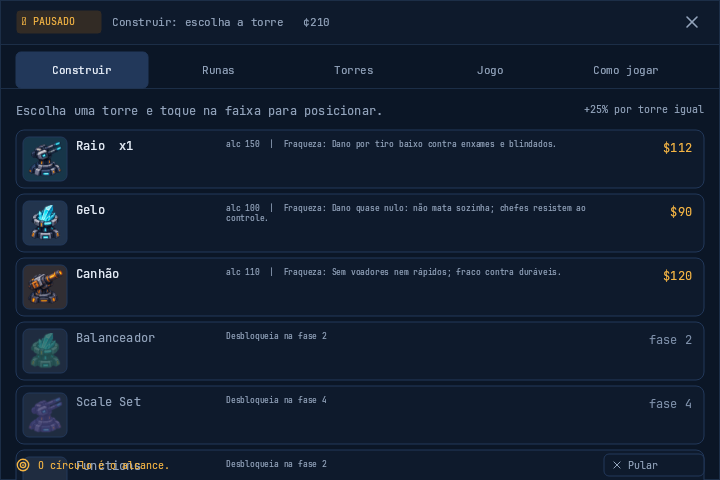 PAUSADO Construir: escolha a torre $210
Construir Runas Torres Jogo Como jogar
Escolha uma torre e toque na faixa para posicionar. +25% por torre igual
Raio x1 alc 150 | Fraqueza: Dano por tiro baixo contra enxames e blindados. $112
Gelo alc 100 | Fraqueza: Dano quase nulo: não mata sozinha; chefes resistem ao $90
controle.
Canhão alc 110 | Fraqueza: Sem voadores nem rápidos; fraco contra duráveis. $120
Balanceador Desbloqueia na fase 2 fase 2
Scale Set Desbloqueia na fase 4 fase 4
Functions Desbloqueia na fase 2
O círculo é o alcance. Pular